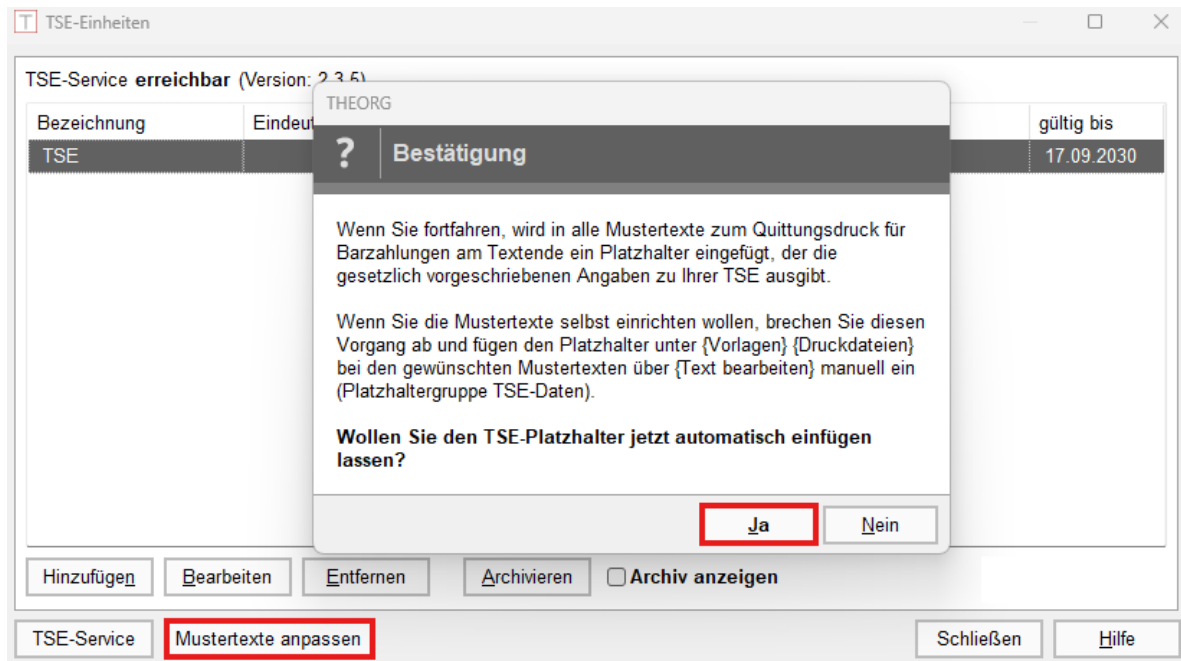 T TSE-Einheiten
TSE-Service erreichbar (Version: 2.3.6)
Bezeichnung
gültig bis
TSE
17.09.2030
THEORG
? Bestätigung
Wenn Sie fortfahren, wird in alle Mustertexte zum Quittungsdruck für
Barzahlungen am Textende ein Platzhalter eingefügt, der die
gesetzlich vorgeschriebenen Angaben zu Ihrer TSE ausgibt.
Wenn Sie die Mustertexte selbst einrichten wollen, brechen Sie diesen
Vorgang ab und fügen den Platzhalter unter {Vorlagen} {Druckdateien}
bei den gewünschten Mustertexten über {Text bearbeiten} manuell ein
(Platzhaltergruppe TSE-Daten).
Wollen Sie den TSE-Platzhalter jetzt automatisch einfügen
lassen?
Ja Nein
Hinzufügen Bearbeiten Entfernen Archivieren Archiv anzeigen
TSE-Service Mustertexte anpassen Schließen Hilfe